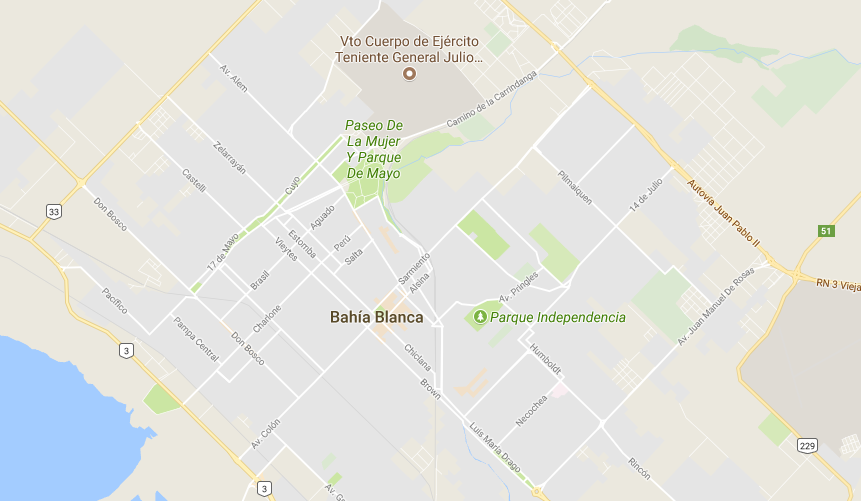 Vto Cuerpo de Ejército
Teniente General Julio...
Av. Alem
Camino de la Carrindanga
Paseo De
La Mujer
Y Parque
De Mayo
Zelarrayán
Castelli
Cuyo
Pilmaiquen
14 de Julio
Autovía Juan Pablo II
33
Don Bosco
Aguado
17 de Mayo
Estomba
Vieytes
Perú
Salta
51
Sarmiento
Alsina
Brasil
Av. Pringles
Av. Juan Manuel De Rosas
RN 3 Vieja
Pacífico
Cherione
Bahía Blanca
Parque Independencia
Pampa Central
Don Bosco
3
Chiclana
Humboldt
Brown
Necochea
Av. Colón
Luis María Drago
229
Rincón
3